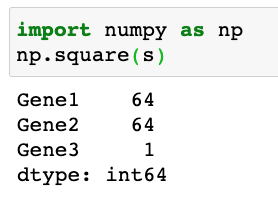 import numpy as np
np.square(s)
Gene1    64
Gene2    64
Gene3     1
dtype: int64